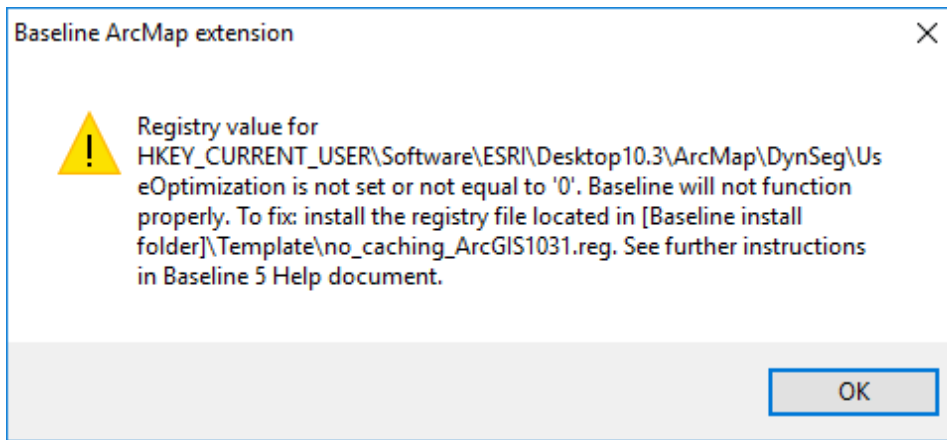 Baseline ArcMap extension
Registry value for
HKEY_CURRENT_USER\Software\ESRI\Desktop10.3\ArcMap\DynSeg\Us
eOptimization is not set or not equal to '0'. Baseline will not function
properly. To fix: install the registry file located in [Baseline install
folder]\Template\no_caching_ArcGIS1031.reg. See further instructions
in Baseline 5 Help document.
OK